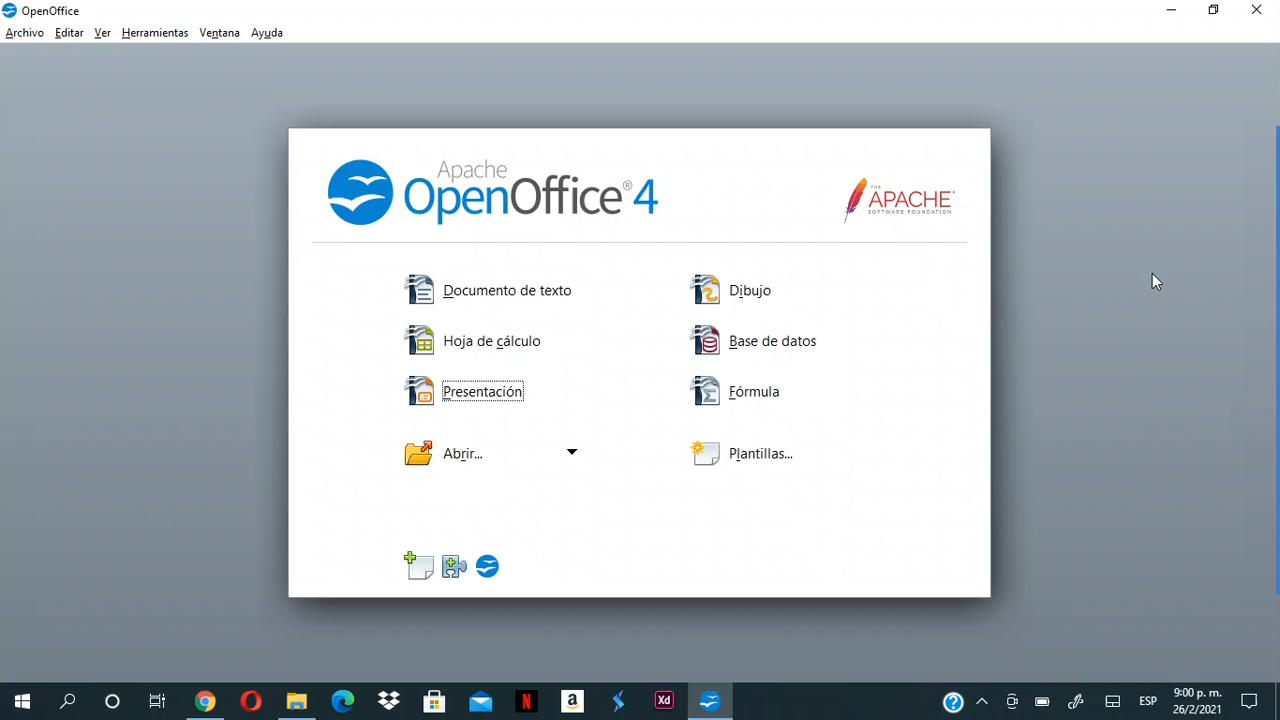 OpenOffice
Archivo Editar Ver Herramientas Ventana Ayuda
Apache
OpenOffice® 4
THE
APACHE®
SOFTWARE FOUNDATION
Documento de texto
Dibujo
Hoja de cálculo
Base de datos
Presentación
Fórmula
Abrir...
Plantillas...
N
a
Xd
?
ESP
9:00 p. m.
26/2/2021